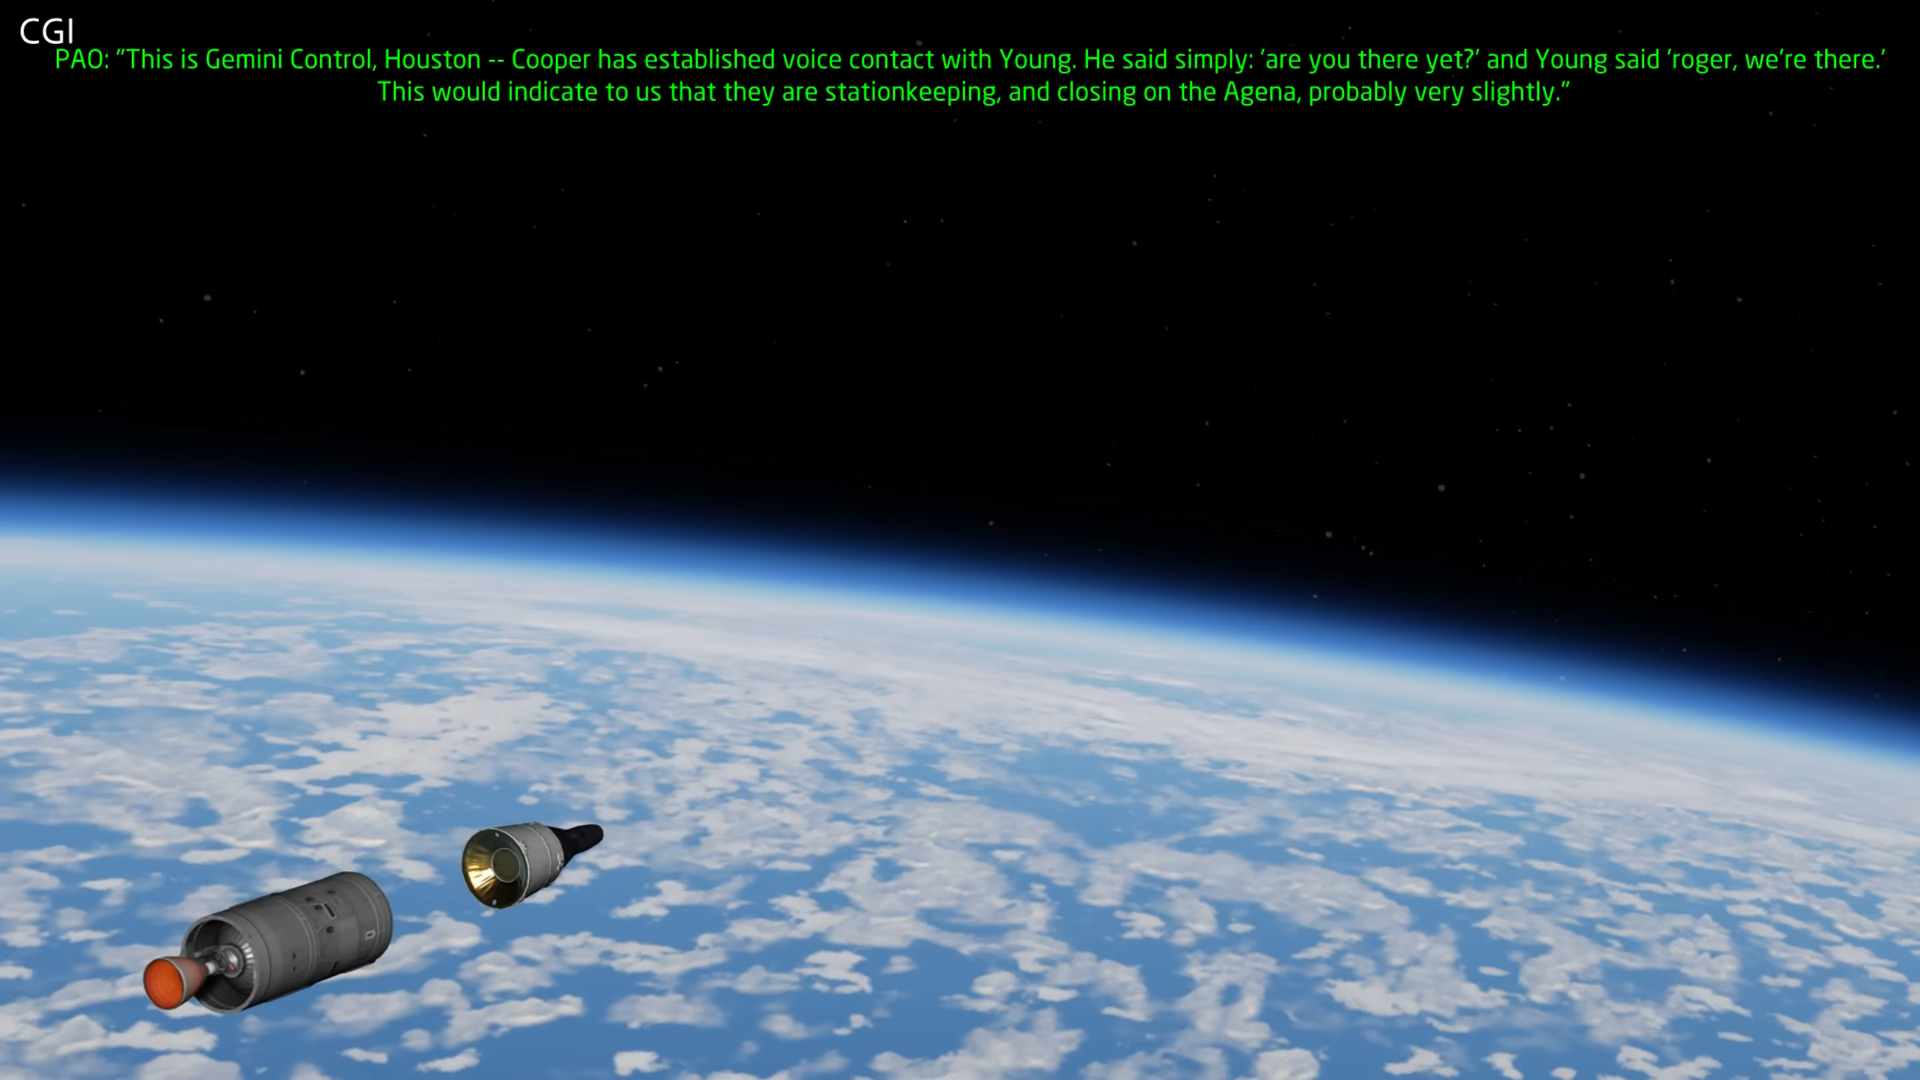 CGI
PAO: "This is Gemini Control, Houston -- Cooper has established voice contact with Young. He said simply: 'are you there yet?' and Young said 'roger, we're there.'
This would indicate to us that they are stationkeeping, and closing on the Agena, probably very slightly."